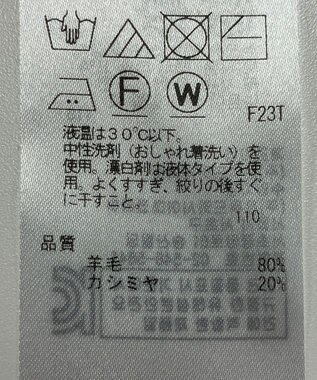 F W
F23T
液温は30℃以下。
中性洗剤（おしゃれ着洗い）を
使用。漂白剤は液体タイプを使
用。よくすすぎ、絞りの後すぐ
に干すこと。
110
品質
羊毛 80%
カシミヤ 20%